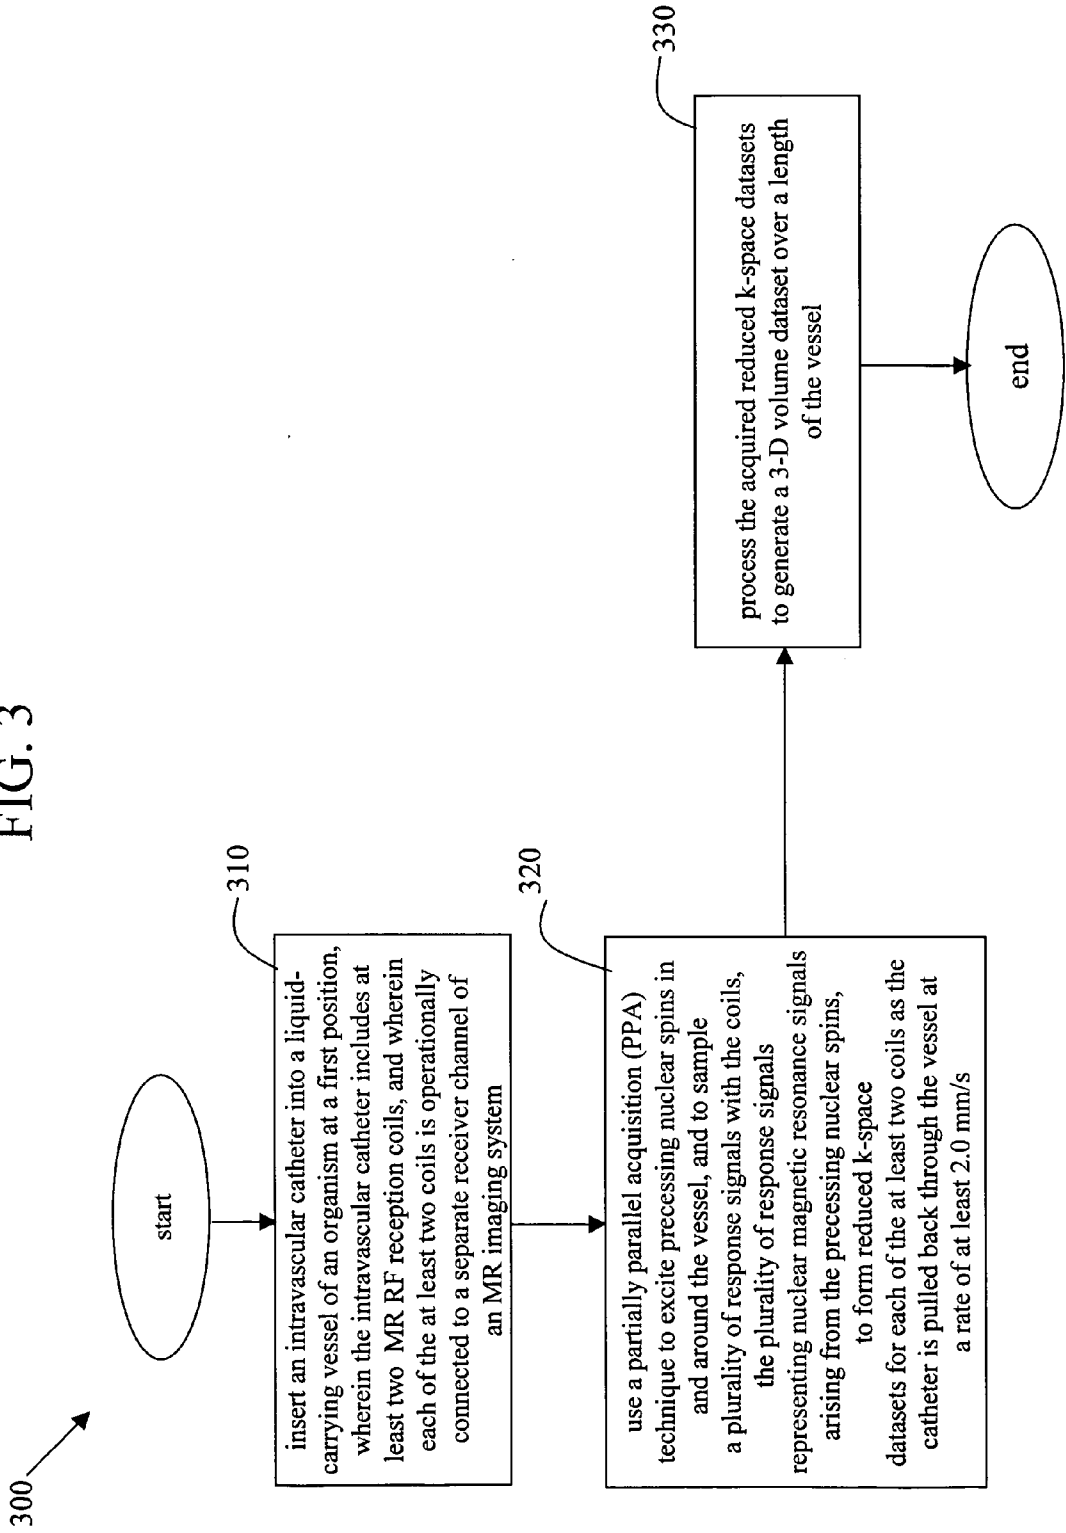 FIG. 3
300
start
310
insert an intravascular catheter into a liquid-
carrying vessel of an organism at a first position,
wherein the intravascular catheter includes at
least two MR RF reception coils, and wherein
each of the at least two coils is operationally
connected to a separate receiver channel of
an MR imaging system
320
use a partially parallel acquisition (PPA)
technique to excite precessing nuclear spins in
and around the vessel, and to sample
a plurality of response signals with the coils,
the plurality of response signals
representing nuclear magnetic resonance signals
arising from the precessing nuclear spins,
to form reduced k-space
datasets for each of the at least two coils as the
catheter is pulled back through the vessel at
a rate of at least 2.0 mm/s
330
process the acquired reduced k-space datasets
to generate a 3-D volume dataset over a length
of the vessel
end